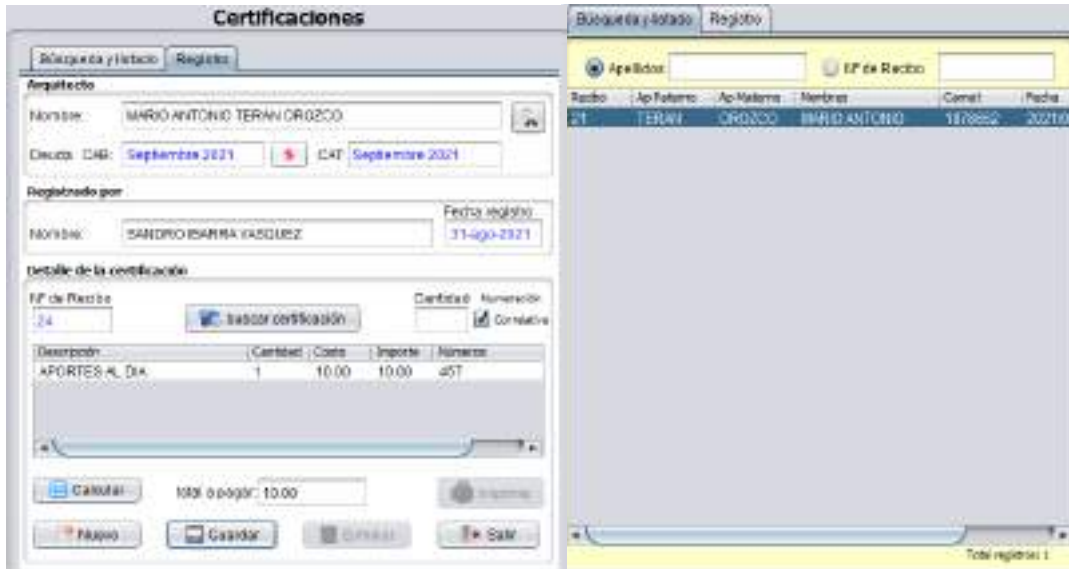 Certificaciones
Búsqueda y listado Registro
Arquitecto
Nombre: MARIO ANTONIO TERAN OROZCO
Deuda CAB: Septiembre 2021 $ CAT Septiembre 2021
Registrado por
Fecha registro
Nombre: SANDRO IBARRA VASQUEZ 31-ago-2021
Detalle de la certificación
Nº de Recibo Cantidad Numeración
24 buscar certificación Correlativa
Descripción Cantidad Costo Importe Números
APORTES AL DIA 1 10.00 10.00 457
Calcular total a pagar: 10.00 Imprimir
Nuevo Guardar Eliminar Salir
Búsqueda y listado Registro
Apellidos Nº de Recibo
Recibo Ap Paterno Ap Materno Nombres Carnet Fecha
21 TERAN OROZCO MARIO ANTONIO
Total registros: 1